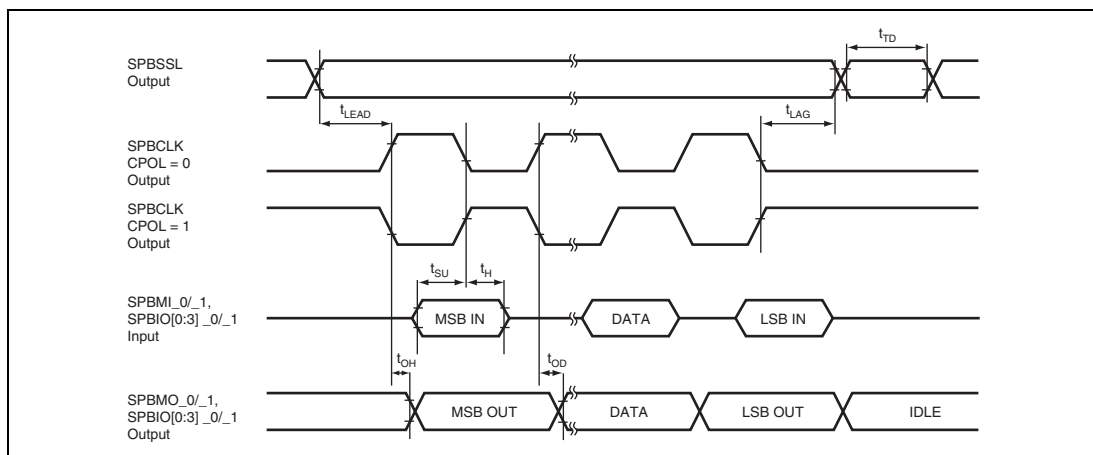 SPBSSL
Output
tTD
tLEAD
tLAG
SPBCLK
CPOL = 0
Output
SPBCLK
CPOL = 1
Output
tSU
tH
SPBMI_0/_1,
SPBIO[0:3] _0/_1
Input
MSB IN
DATA
LSB IN
tOH
tOD
SPBMO_0/_1,
SPBIO[0:3] _0/_1
Output
MSB OUT
DATA
LSB OUT
IDLE